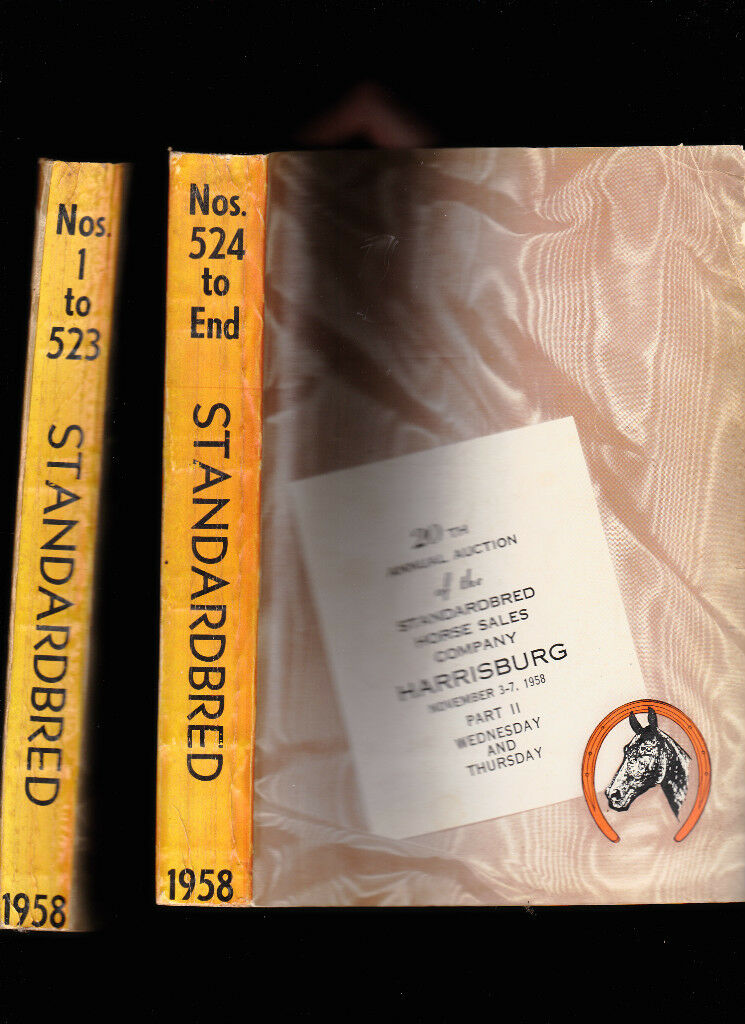 Nos.
1
to
523
STANDARDBRED
1958
Nos.
524
to
End
STANDARDBRED
1958
20TH
ANNUAL AUCTION
of the
STANDARDBRED
HORSE SALES
COMPANY
HARRISBURG
NOVEMBER 3-7, 1958
PART II
WEDNESDAY
AND
THURSDAY